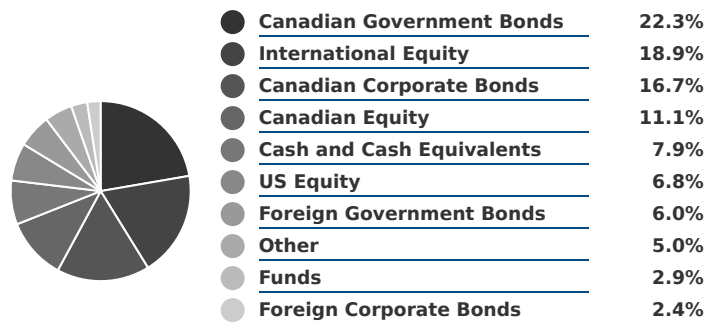 Canadian Government Bonds 22.3%
International Equity 18.9%
Canadian Corporate Bonds 16.7%
Canadian Equity 11.1%
Cash and Cash Equivalents 7.9%
US Equity 6.8%
Foreign Government Bonds 6.0%
Other 5.0%
Funds 2.9%
Foreign Corporate Bonds 2.4%